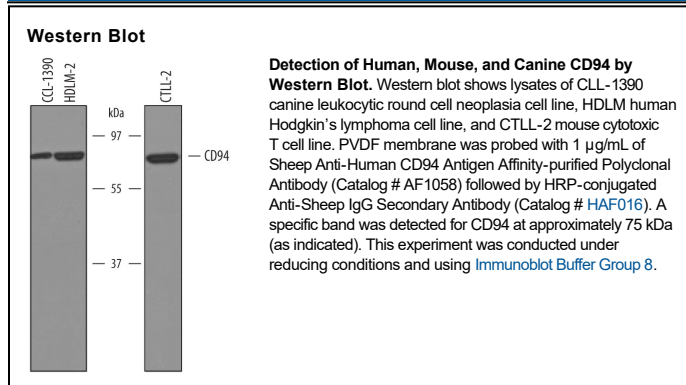 Western Blot
CCL-1390
HDLM-2
CTLL-2
kDa
97
55
37
CD94
Detection of Human, Mouse, and Canine CD94 by
Western Blot. Western blot shows lysates of CLL-1390
canine leukocytic round cell neoplasia cell line, HDLM human
Hodgkin's lymphoma cell line, and CTLL-2 mouse cytotoxic
T cell line. PVDF membrane was probed with 1 µg/mL of
Sheep Anti-Human CD94 Antigen Affinity-purified Polyclonal
Antibody (Catalog # AF1058) followed by HRP-conjugated
Anti-Sheep IgG Secondary Antibody (Catalog # HAF016). A
specific band was detected for CD94 at approximately 75 kDa
(as indicated). This experiment was conducted under
reducing conditions and using Immunoblot Buffer Group 8.